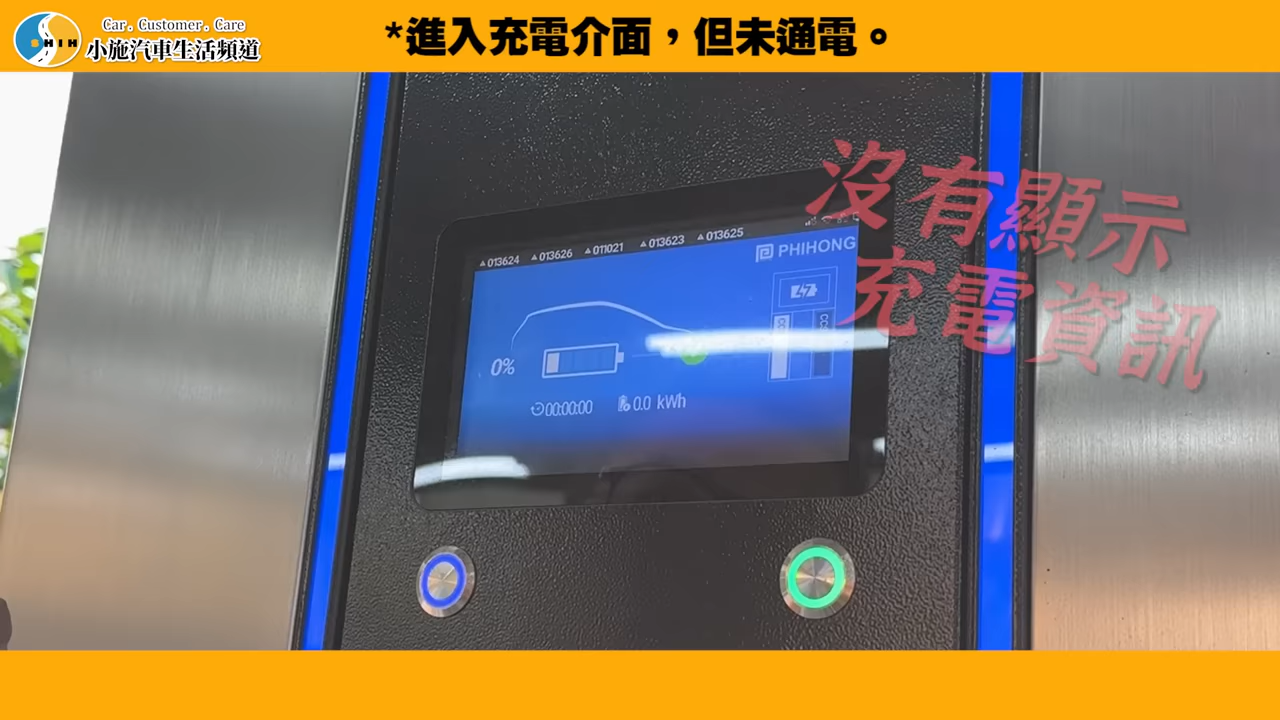 Car. Customer. Care
SHIH
小施汽車生活頻道
*進入充電介面，但未通電。
沒有顯示
充電資訊
▲013624 ▲013626 ▲011021 ▲013623 ▲013625
PHIHONG
0%
00:00:00
0.0 kWh